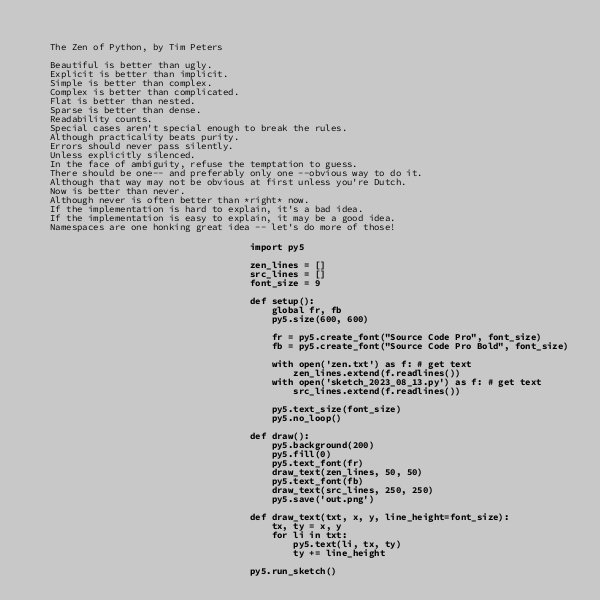 The Zen of Python, by Tim Peters

Beautiful is better than ugly.
Explicit is better than implicit.
Simple is better than complex.
Complex is better than complicated.
Flat is better than nested.
Sparse is better than dense.
Readability counts.
Special cases aren't special enough to break the rules.
Although practicality beats purity.
Errors should never pass silently.
Unless explicitly silenced.
In the face of ambiguity, refuse the temptation to guess.
There should be one-- and preferably only one --obvious way to do it.
Although that way may not be obvious at first unless you're Dutch.
Now is better than never.
Although never is often better than *right* now.
If the implementation is hard to explain, it's a bad idea.
If the implementation is easy to explain, it may be a good idea.
Namespaces are one honking great idea -- let's do more of those!

import py5

zen_lines = []
src_lines = []
font_size = 9

def setup():
    global fr, fb
    py5.size(600, 600)

    fr = py5.create_font("Source Code Pro", font_size)
    fb = py5.create_font("Source Code Pro Bold", font_size)

    with open('zen.txt') as f: # get text
        zen_lines.extend(f.readlines())
    with open('sketch_2023_08_13.py') as f: # get text
        src_lines.extend(f.readlines())

    py5.text_size(font_size)
    py5.no_loop()

def draw():
    py5.background(200)
    py5.fill(0)
    py5.text_font(fr)
    draw_text(zen_lines, 50, 50)
    py5.text_font(fb)
    draw_text(src_lines, 250, 250)
    py5.save('out.png')

def draw_text(txt, x, y, line_height=font_size):
    tx, ty = x, y
    for li in txt:
        py5.text(li, tx, ty)
        ty += line_height

py5.run_sketch()